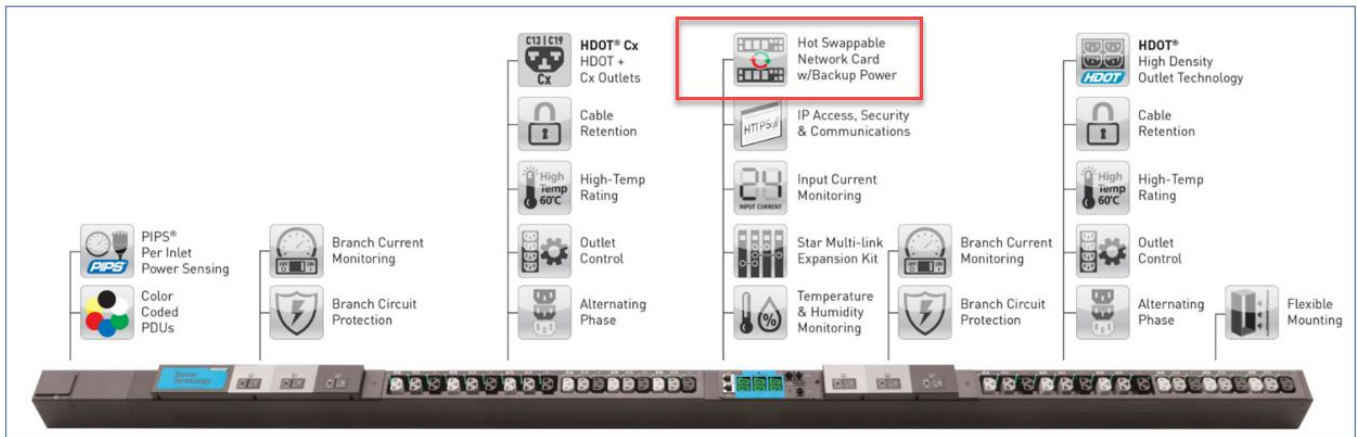 C13 | C19
Cx
HDOT® Cx
HDOT +
Cx Outlets
Cable
Retention
High
Temp
60°C
High-Temp
Rating
Outlet
Control
Alternating
Phase
Hot Swappable
Network Card
w/Backup Power
HTTPS://
IP Access, Security
& Communications
24
INPUT CURRENT
Input Current
Monitoring
Star Multi-link
Expansion Kit
%
Temperature
& Humidity
Monitoring
HDOT
HDOT®
High Density
Outlet Technology
Cable
Retention
High
Temp
60°C
High-Temp
Rating
Outlet
Control
Alternating
Phase
PIPS
PIPS®
Per Inlet
Power Sensing
Color
Coded
PDUs
Branch Current
Monitoring
Branch Circuit
Protection
Branch Current
Monitoring
Branch Circuit
Protection
Flexible
Mounting
Server
Technology